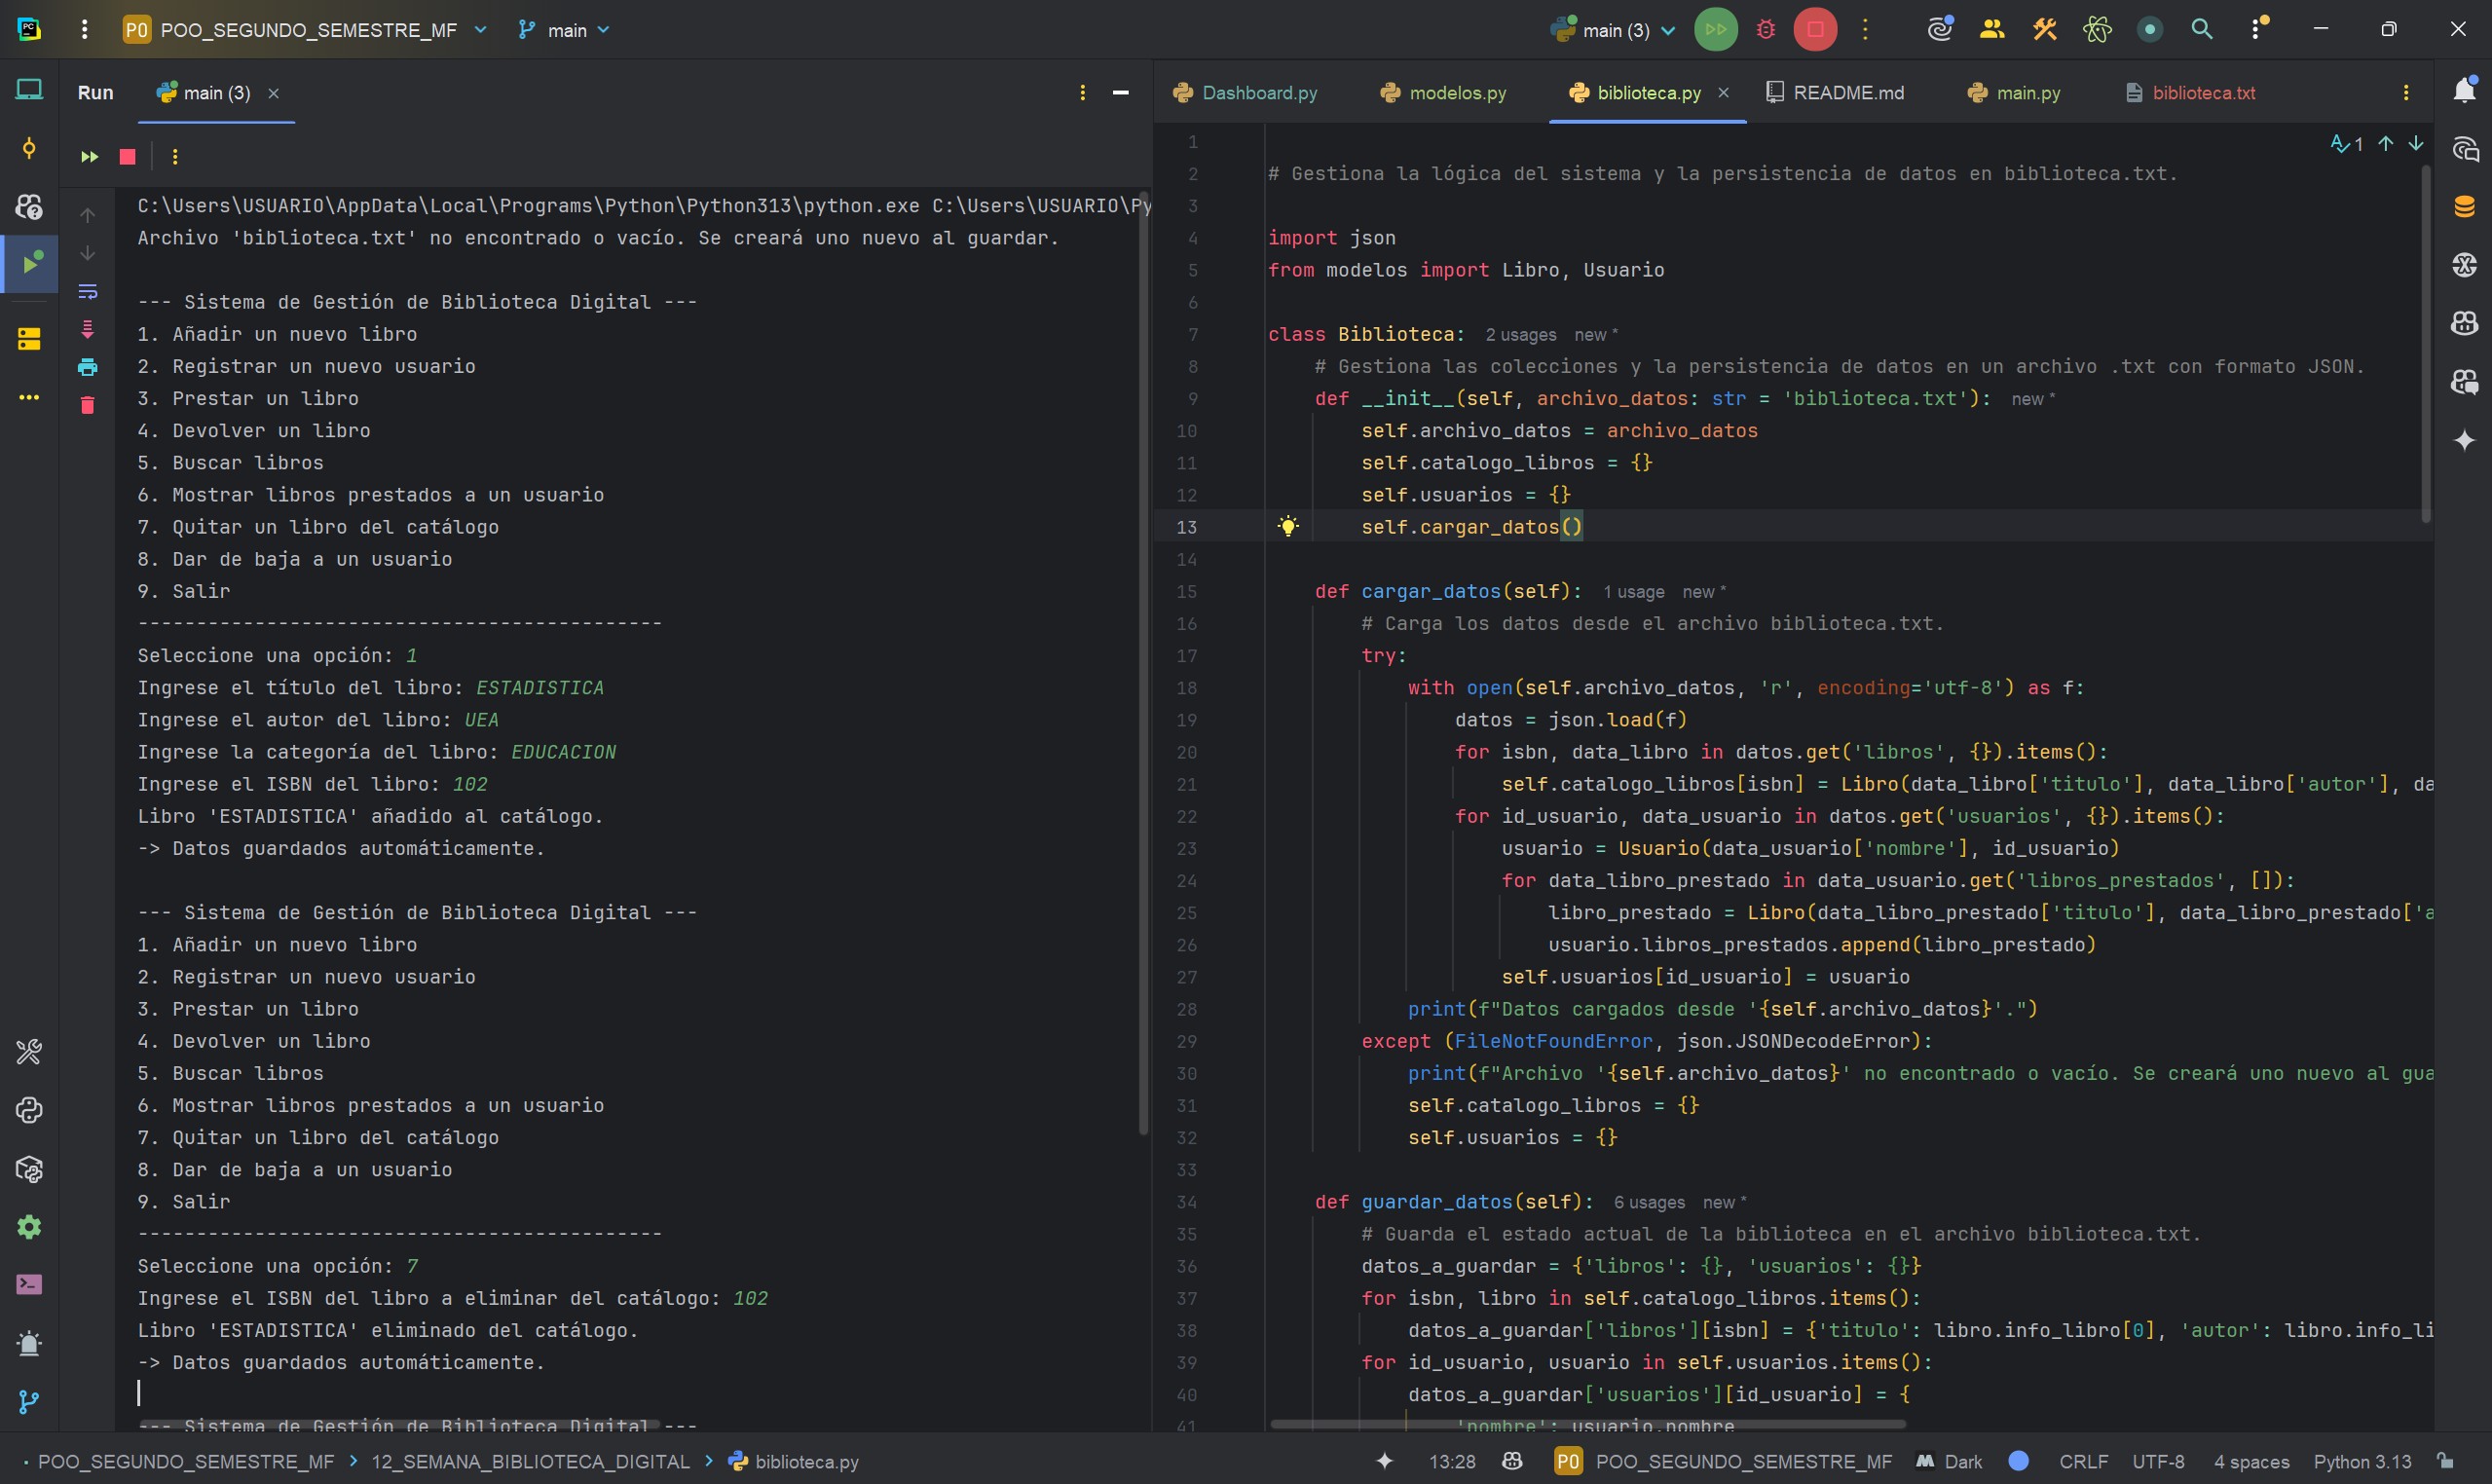 PC
PO POO_SEGUNDO_SEMESTRE_MF
main
main (3)
Run
main (3)
C:\Users\USUARIO\AppData\Local\Programs\Python\Python313\python.exe C:\Users\USUARIO\Py
Archivo 'biblioteca.txt' no encontrado o vacío. Se creará uno nuevo al guardar.
--- Sistema de Gestión de Biblioteca Digital ---
1. Añadir un nuevo libro
2. Registrar un nuevo usuario
3. Prestar un libro
4. Devolver un libro
5. Buscar libros
6. Mostrar libros prestados a un usuario
7. Quitar un libro del catálogo
8. Dar de baja a un usuario
9. Salir
---------------------------------------------
Seleccione una opción: 1
Ingrese el título del libro: ESTADISTICA
Ingrese el autor del libro: UEA
Ingrese la categoría del libro: EDUCACION
Ingrese el ISBN del libro: 102
Libro 'ESTADISTICA' añadido al catálogo.
-> Datos guardados automáticamente.
--- Sistema de Gestión de Biblioteca Digital ---
1. Añadir un nuevo libro
2. Registrar un nuevo usuario
3. Prestar un libro
4. Devolver un libro
5. Buscar libros
6. Mostrar libros prestados a un usuario
7. Quitar un libro del catálogo
8. Dar de baja a un usuario
9. Salir
---------------------------------------------
Seleccione una opción: 7
Ingrese el ISBN del libro a eliminar del catálogo: 102
Libro 'ESTADISTICA' eliminado del catálogo.
-> Datos guardados automáticamente.
--- Sistema de Gestión de Biblioteca Digital ---
Dashboard.py modelos.py biblioteca.py README.md main.py biblioteca.txt
1
1
2 # Gestiona la lógica del sistema y la persistencia de datos en biblioteca.txt.
3
4 import json
5 from modelos import Libro, Usuario
6
7 class Biblioteca: 2 usages new *
8 # Gestiona las colecciones y la persistencia de datos en un archivo .txt con formato JSON.
9 def __init__(self, archivo_datos: str = 'biblioteca.txt'): new *
10 self.archivo_datos = archivo_datos
11 self.catalogo_libros = {}
12 self.usuarios = {}
13 self.cargar_datos()
14
15 def cargar_datos(self): 1 usage new *
16 # Carga los datos desde el archivo biblioteca.txt.
17 try:
18 with open(self.archivo_datos, 'r', encoding='utf-8') as f:
19 datos = json.load(f)
20 for isbn, data_libro in datos.get('libros', {}).items():
21 self.catalogo_libros[isbn] = Libro(data_libro['titulo'], data_libro['autor'], da
22 for id_usuario, data_usuario in datos.get('usuarios', {}).items():
23 usuario = Usuario(data_usuario['nombre'], id_usuario)
24 for data_libro_prestado in data_usuario.get('libros_prestados', []):
25 libro_prestado = Libro(data_libro_prestado['titulo'], data_libro_prestado['a
26 usuario.libros_prestados.append(libro_prestado)
27 self.usuarios[id_usuario] = usuario
28 print(f"Datos cargados desde '{self.archivo_datos}'.")
29 except (FileNotFoundError, json.JSONDecodeError):
30 print(f"Archivo '{self.archivo_datos}' no encontrado o vacío. Se creará uno nuevo al gua
31 self.catalogo_libros = {}
32 self.usuarios = {}
33
34 def guardar_datos(self): 6 usages new *
35 # Guarda el estado actual de la biblioteca en el archivo biblioteca.txt.
36 datos_a_guardar = {'libros': {}, 'usuarios': {}}
37 for isbn, libro in self.catalogo_libros.items():
38 datos_a_guardar['libros'][isbn] = {'titulo': libro.info_libro[0], 'autor': libro.info_li
39 for id_usuario, usuario in self.usuarios.items():
40 datos_a_guardar['usuarios'][id_usuario] = {
41 'nombre': usuario.nombre
POO_SEGUNDO_SEMESTRE_MF > 12_SEMANA_BIBLIOTECA_DIGITAL > biblioteca.py
13:28 PO POO_SEGUNDO_SEMESTRE_MF Dark CRLF UTF-8 4 spaces Python 3.13